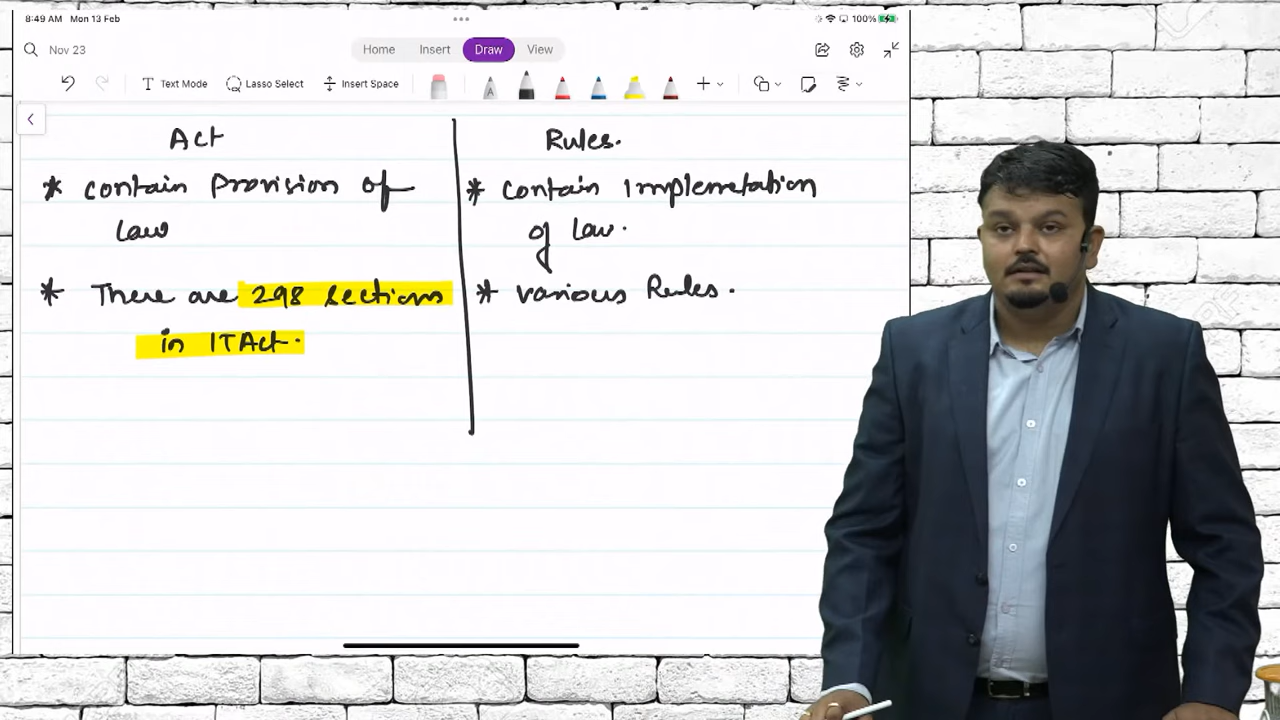 8:49 AM Mon 13 Feb
100%
Nov 23
Home Insert Draw View
Text Mode Lasso Select Insert Space
Act
Rules.
* contain Provision of
Law
* contain Implemetation
of Law.
* There are 298 Sections
in ITAct.
* various Rules.